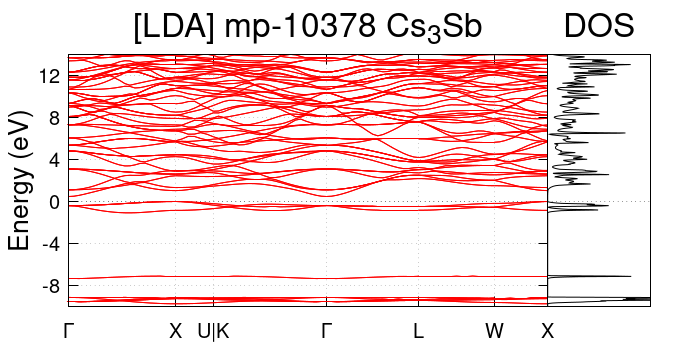 [LDA] mp-10378 Cs₃Sb DOS
Energy (eV)
12
8
4
0
-4
-8
Γ X U|K Γ L W X